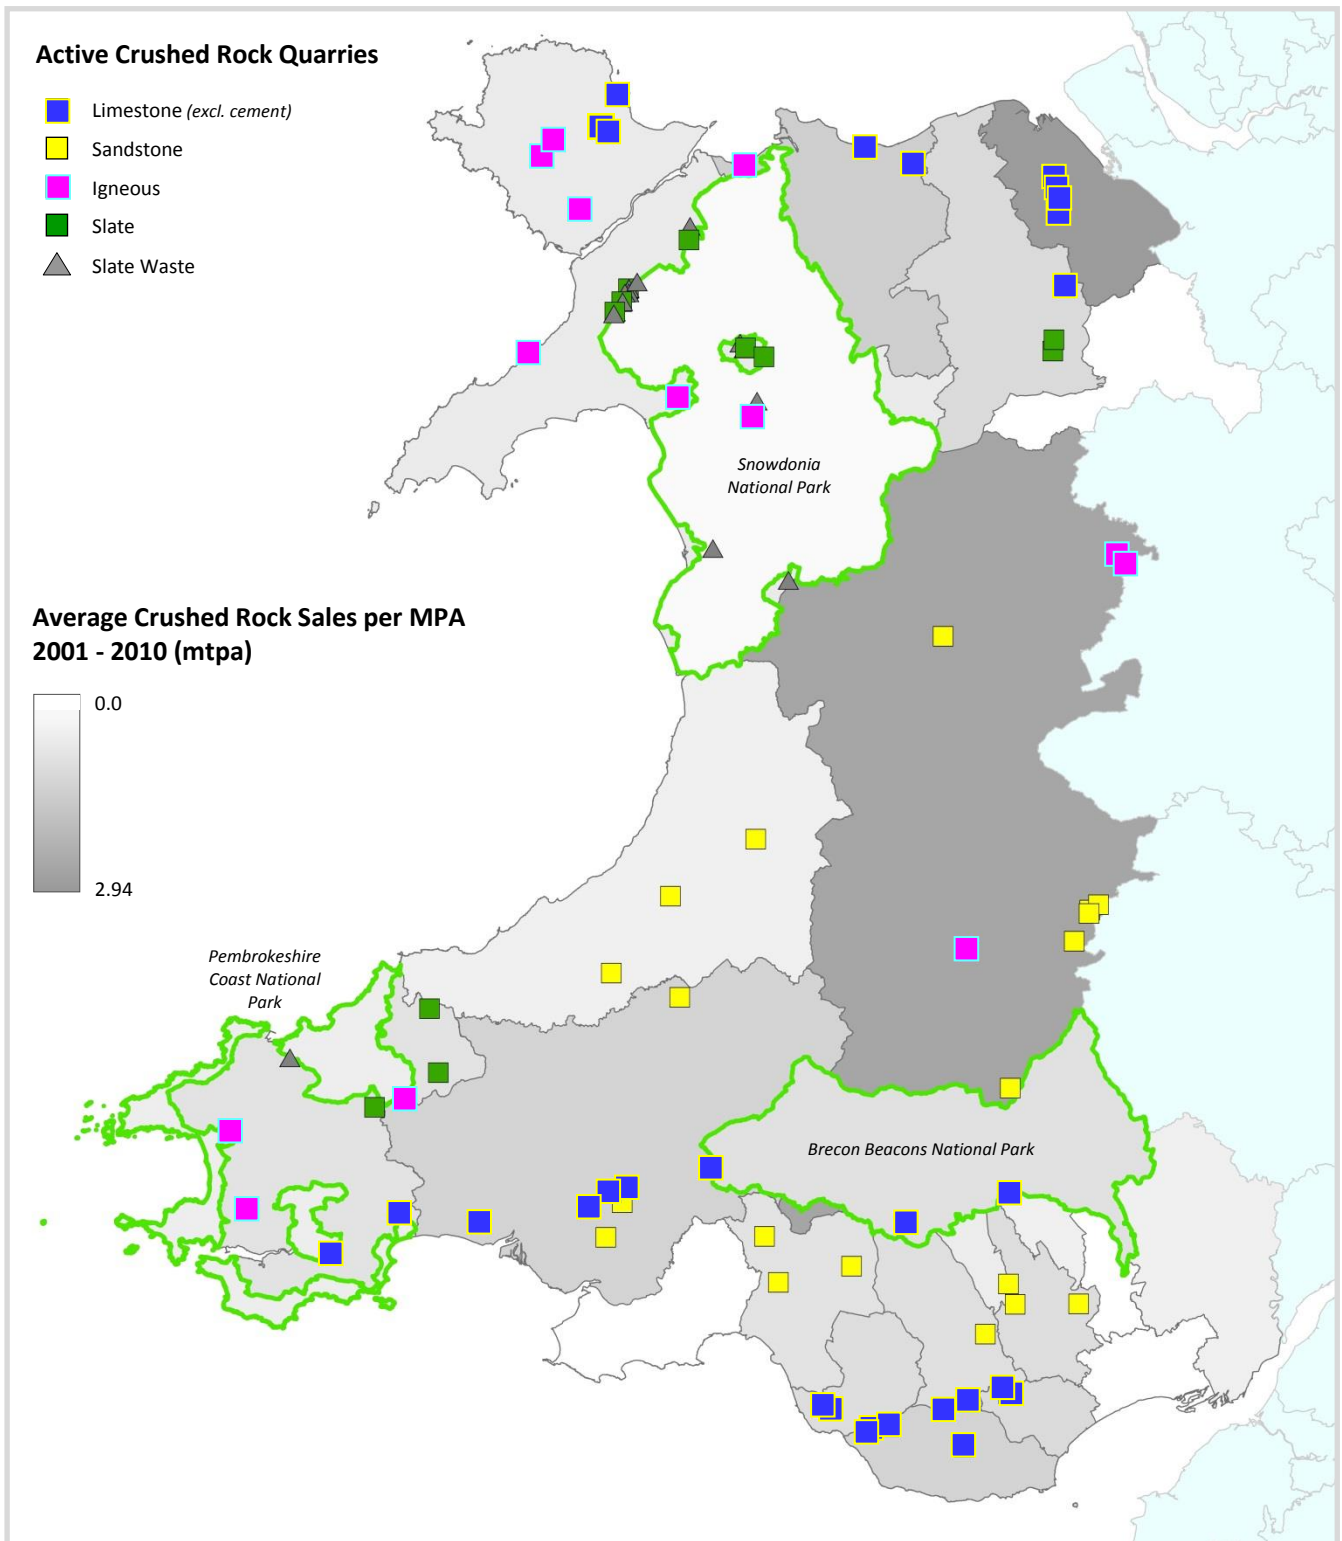 Active Crushed Rock Quarries
Limestone (excl. cement)
Sandstone
Igneous
Slate
Slate Waste
Snowdonia
National Park
Average Crushed Rock Sales per MPA
2001 - 2010 (mtpa)
0.0
2.94
Pembrokeshire
Coast National
Park
Brecon Beacons National Park